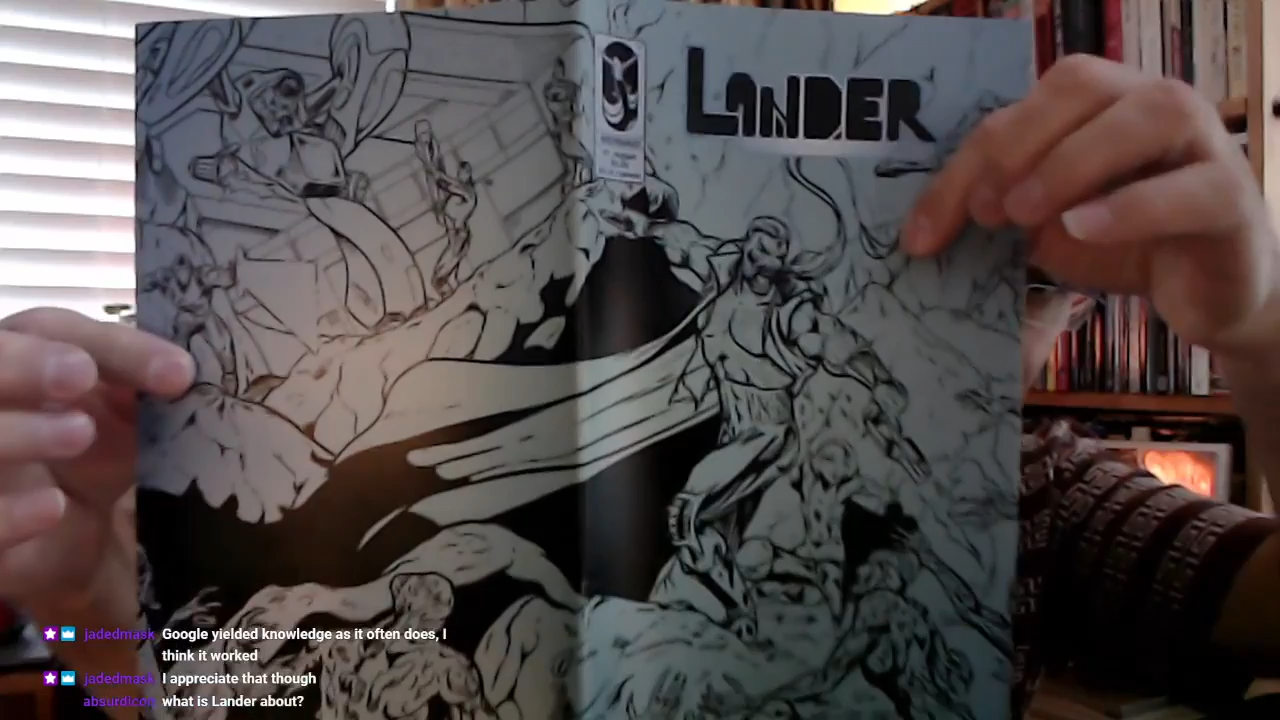 LANDER
jadedmask Google yielded knowledge as it often does, I
think it worked
jadedmask I appreciate that though
absurdicon what is Lander about?